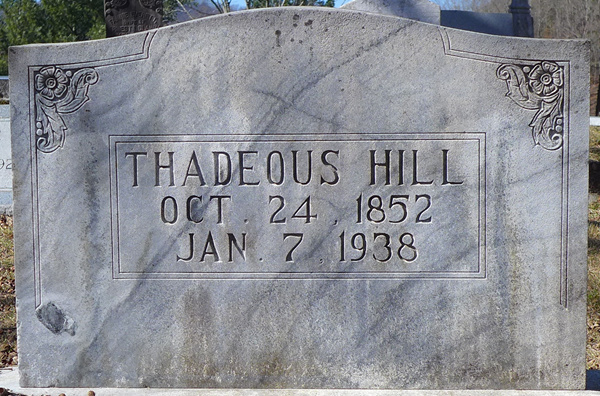 THADEOUS HILL
OCT. 24, 1852
JAN. 7, 1938